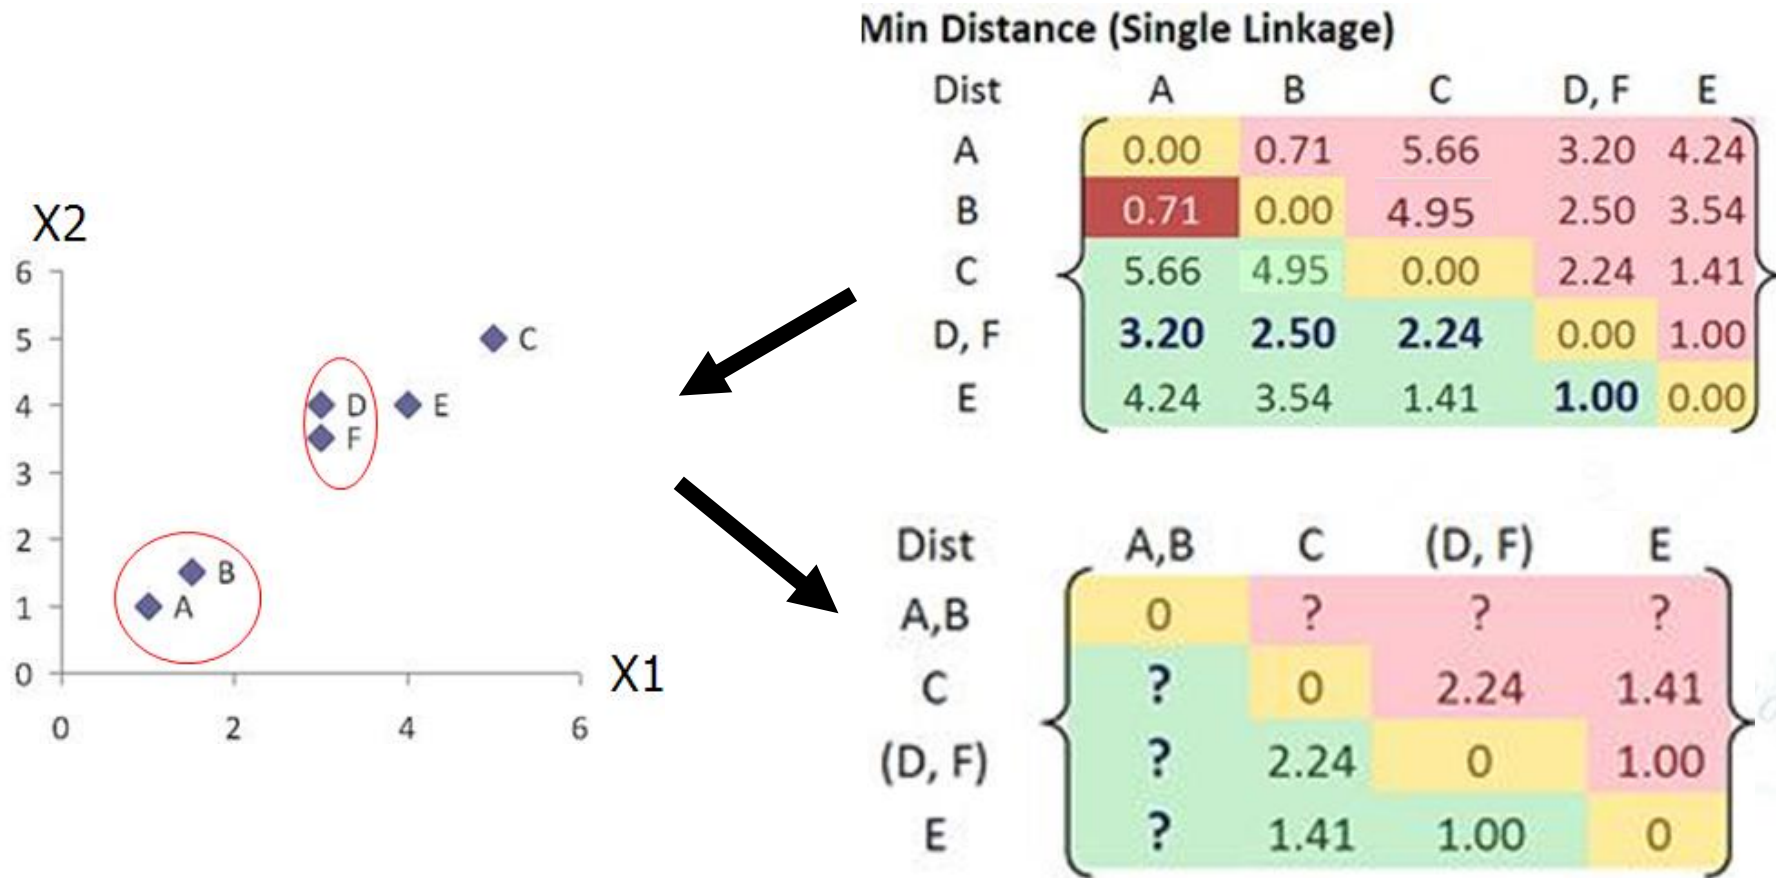 X2
6
5
4
3
2
1
0
0 2 4 6
X1
C
D
E
F
B
A
Min Distance (Single Linkage)
Dist A B C D, F E
A 0.00 0.71 5.66 3.20 4.24
B 0.71 0.00 4.95 2.50 3.54
C 5.66 4.95 0.00 2.24 1.41
D, F 3.20 2.50 2.24 0.00 1.00
E 4.24 3.54 1.41 1.00 0.00
Dist A,B C (D, F) E
A,B 0 ? ? ?
C ? 0 2.24 1.41
(D, F) ? 2.24 0 1.00
E ? 1.41 1.00 0